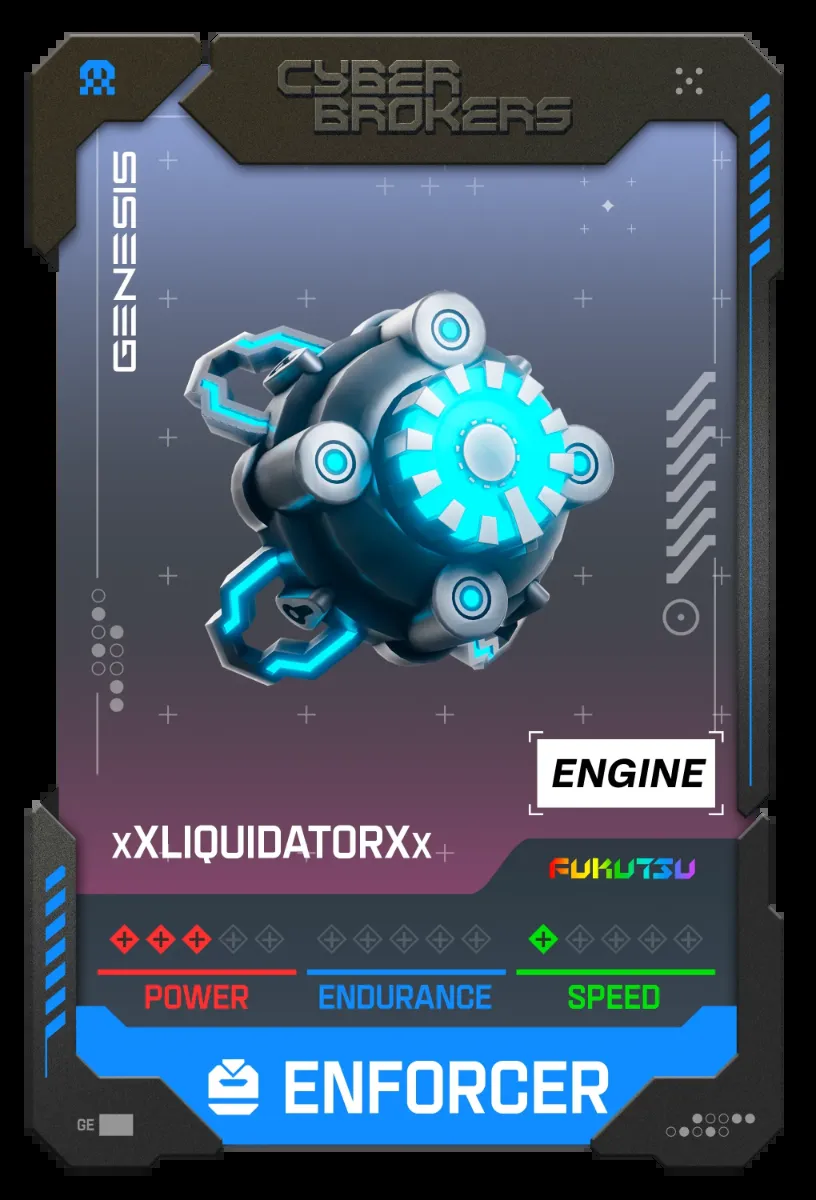 CYBER
BROKERS
GENESIS
ENGINE
xXLIQUIDATORXx
FUKUTSU
POWER ENDURANCE SPEED
ENFORCER
GE